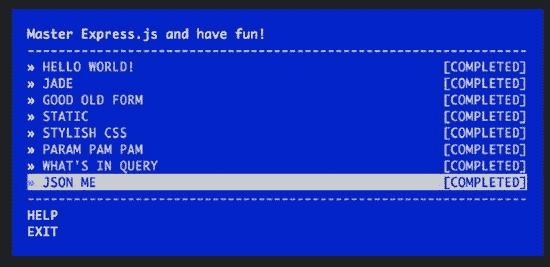 Master Express.js and have fun!
--------------------------------------------------------------
» HELLO WORLD! [COMPLETED]
» JADE [COMPLETED]
» GOOD OLD FORM [COMPLETED]
» STATIC [COMPLETED]
» STYLISH CSS [COMPLETED]
» PARAM PAM PAM [COMPLETED]
» WHAT'S IN QUERY [COMPLETED]
» JSON ME [COMPLETED]
--------------------------------------------------------------
HELP
EXIT